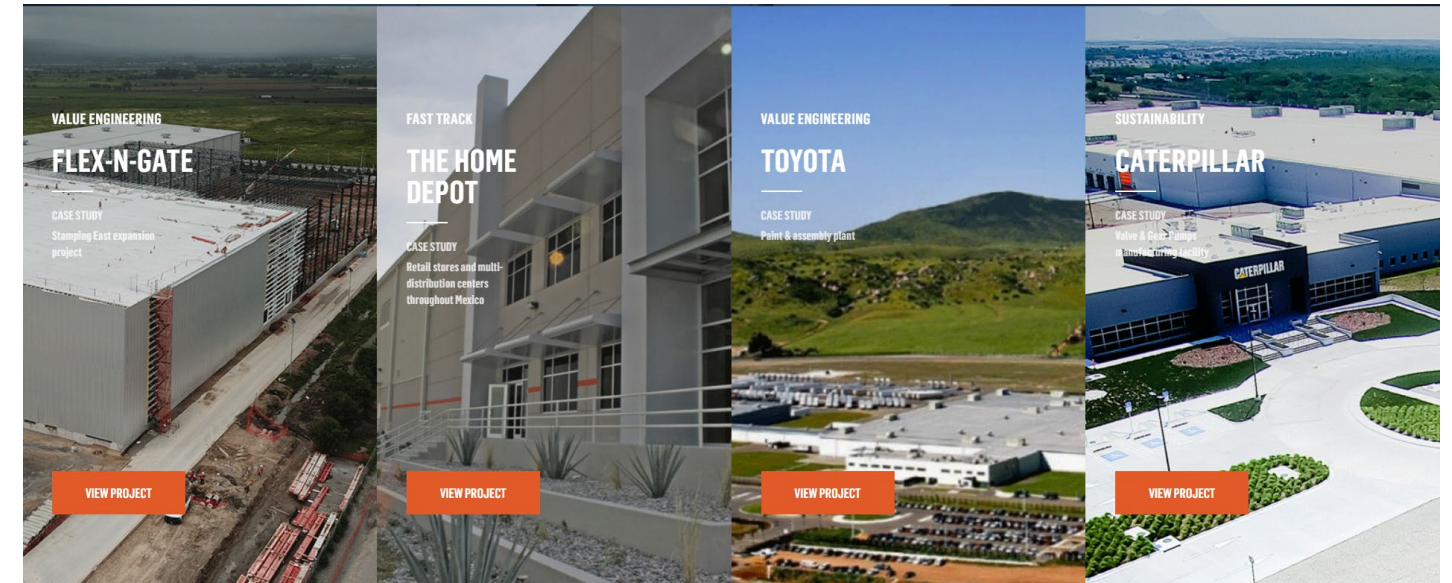 VALUE ENGINEERING
FLEX-N-GATE
CASE STUDY
Stamping East expansion
project
VIEW PROJECT
FAST TRACK
THE HOME
DEPOT
CASE STUDY
Retail stores and multi-
distribution centers
throughout Mexico
VIEW PROJECT
VALUE ENGINEERING
TOYOTA
CASE STUDY
Paint & assembly plant
VIEW PROJECT
SUSTAINABILITY
CATERPILLAR
CASE STUDY
Valve & Gear Pumps
manufacturing facility
CATERPILLAR
VIEW PROJECT